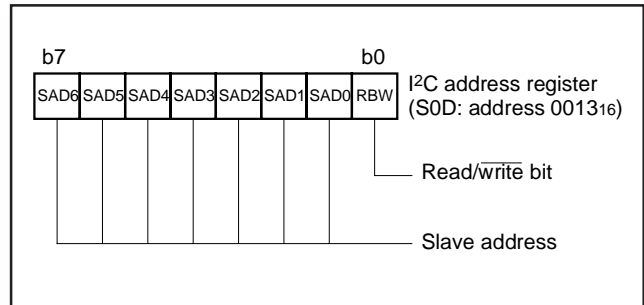 b7 b0
SAD6 SAD5 SAD4 SAD3 SAD2 SAD1 SAD0 RBW
I²C address register
(S0D: address 0013₁₆)
Read/w̅r̅i̅t̅e̅ bit
Slave address